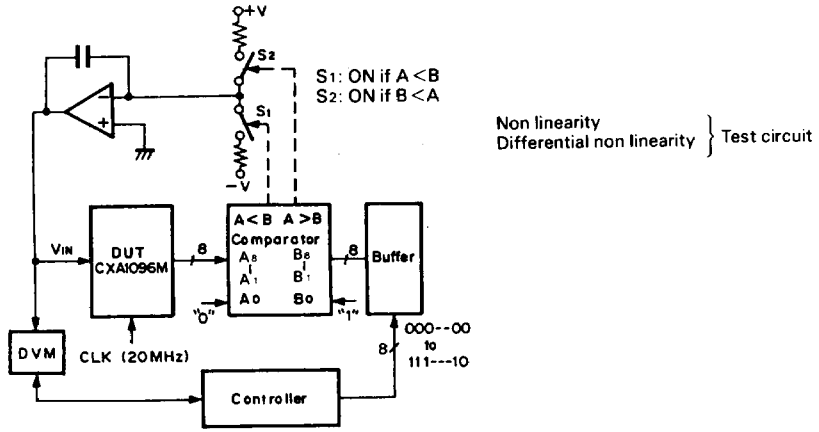 +V
S2
S1: ON if A<B
S2: ON if B<A
−
+
S1
−V
Non linearity
Differential non linearity } Test circuit
A<B A>B
Comparator
A8 B8
A1 B1
A0 B0
VIN
DUT
CXA1096M
8
8
Buffer
"0"
"1"
DVM
CLK (20MHz)
8
000--00
to
111---10
Controller